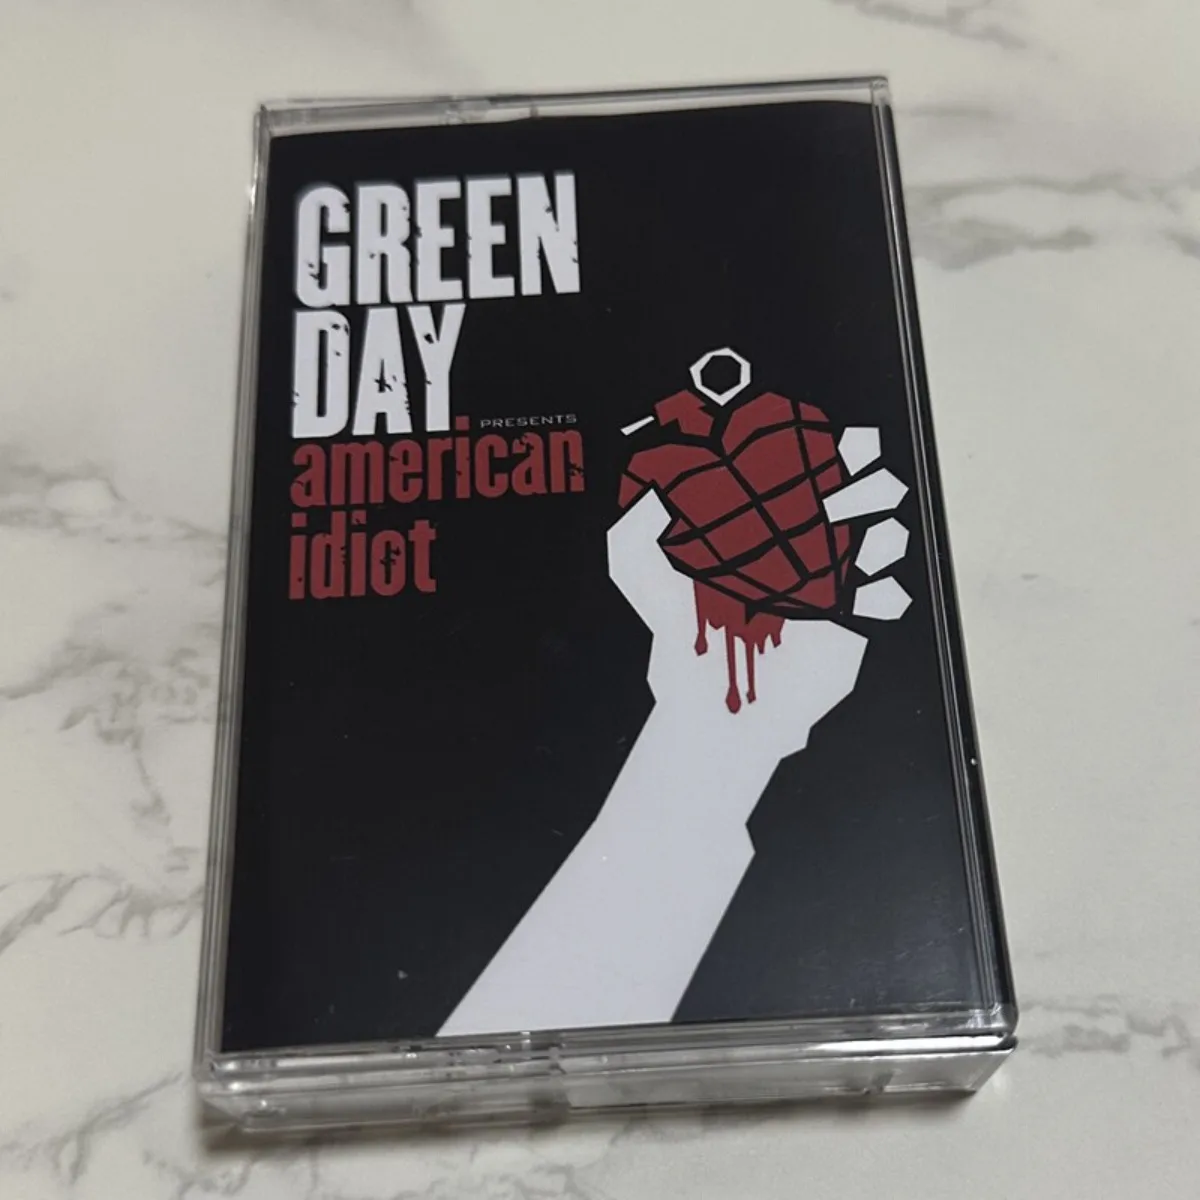 GREEN
DAY
PRESENTS
american
idiot